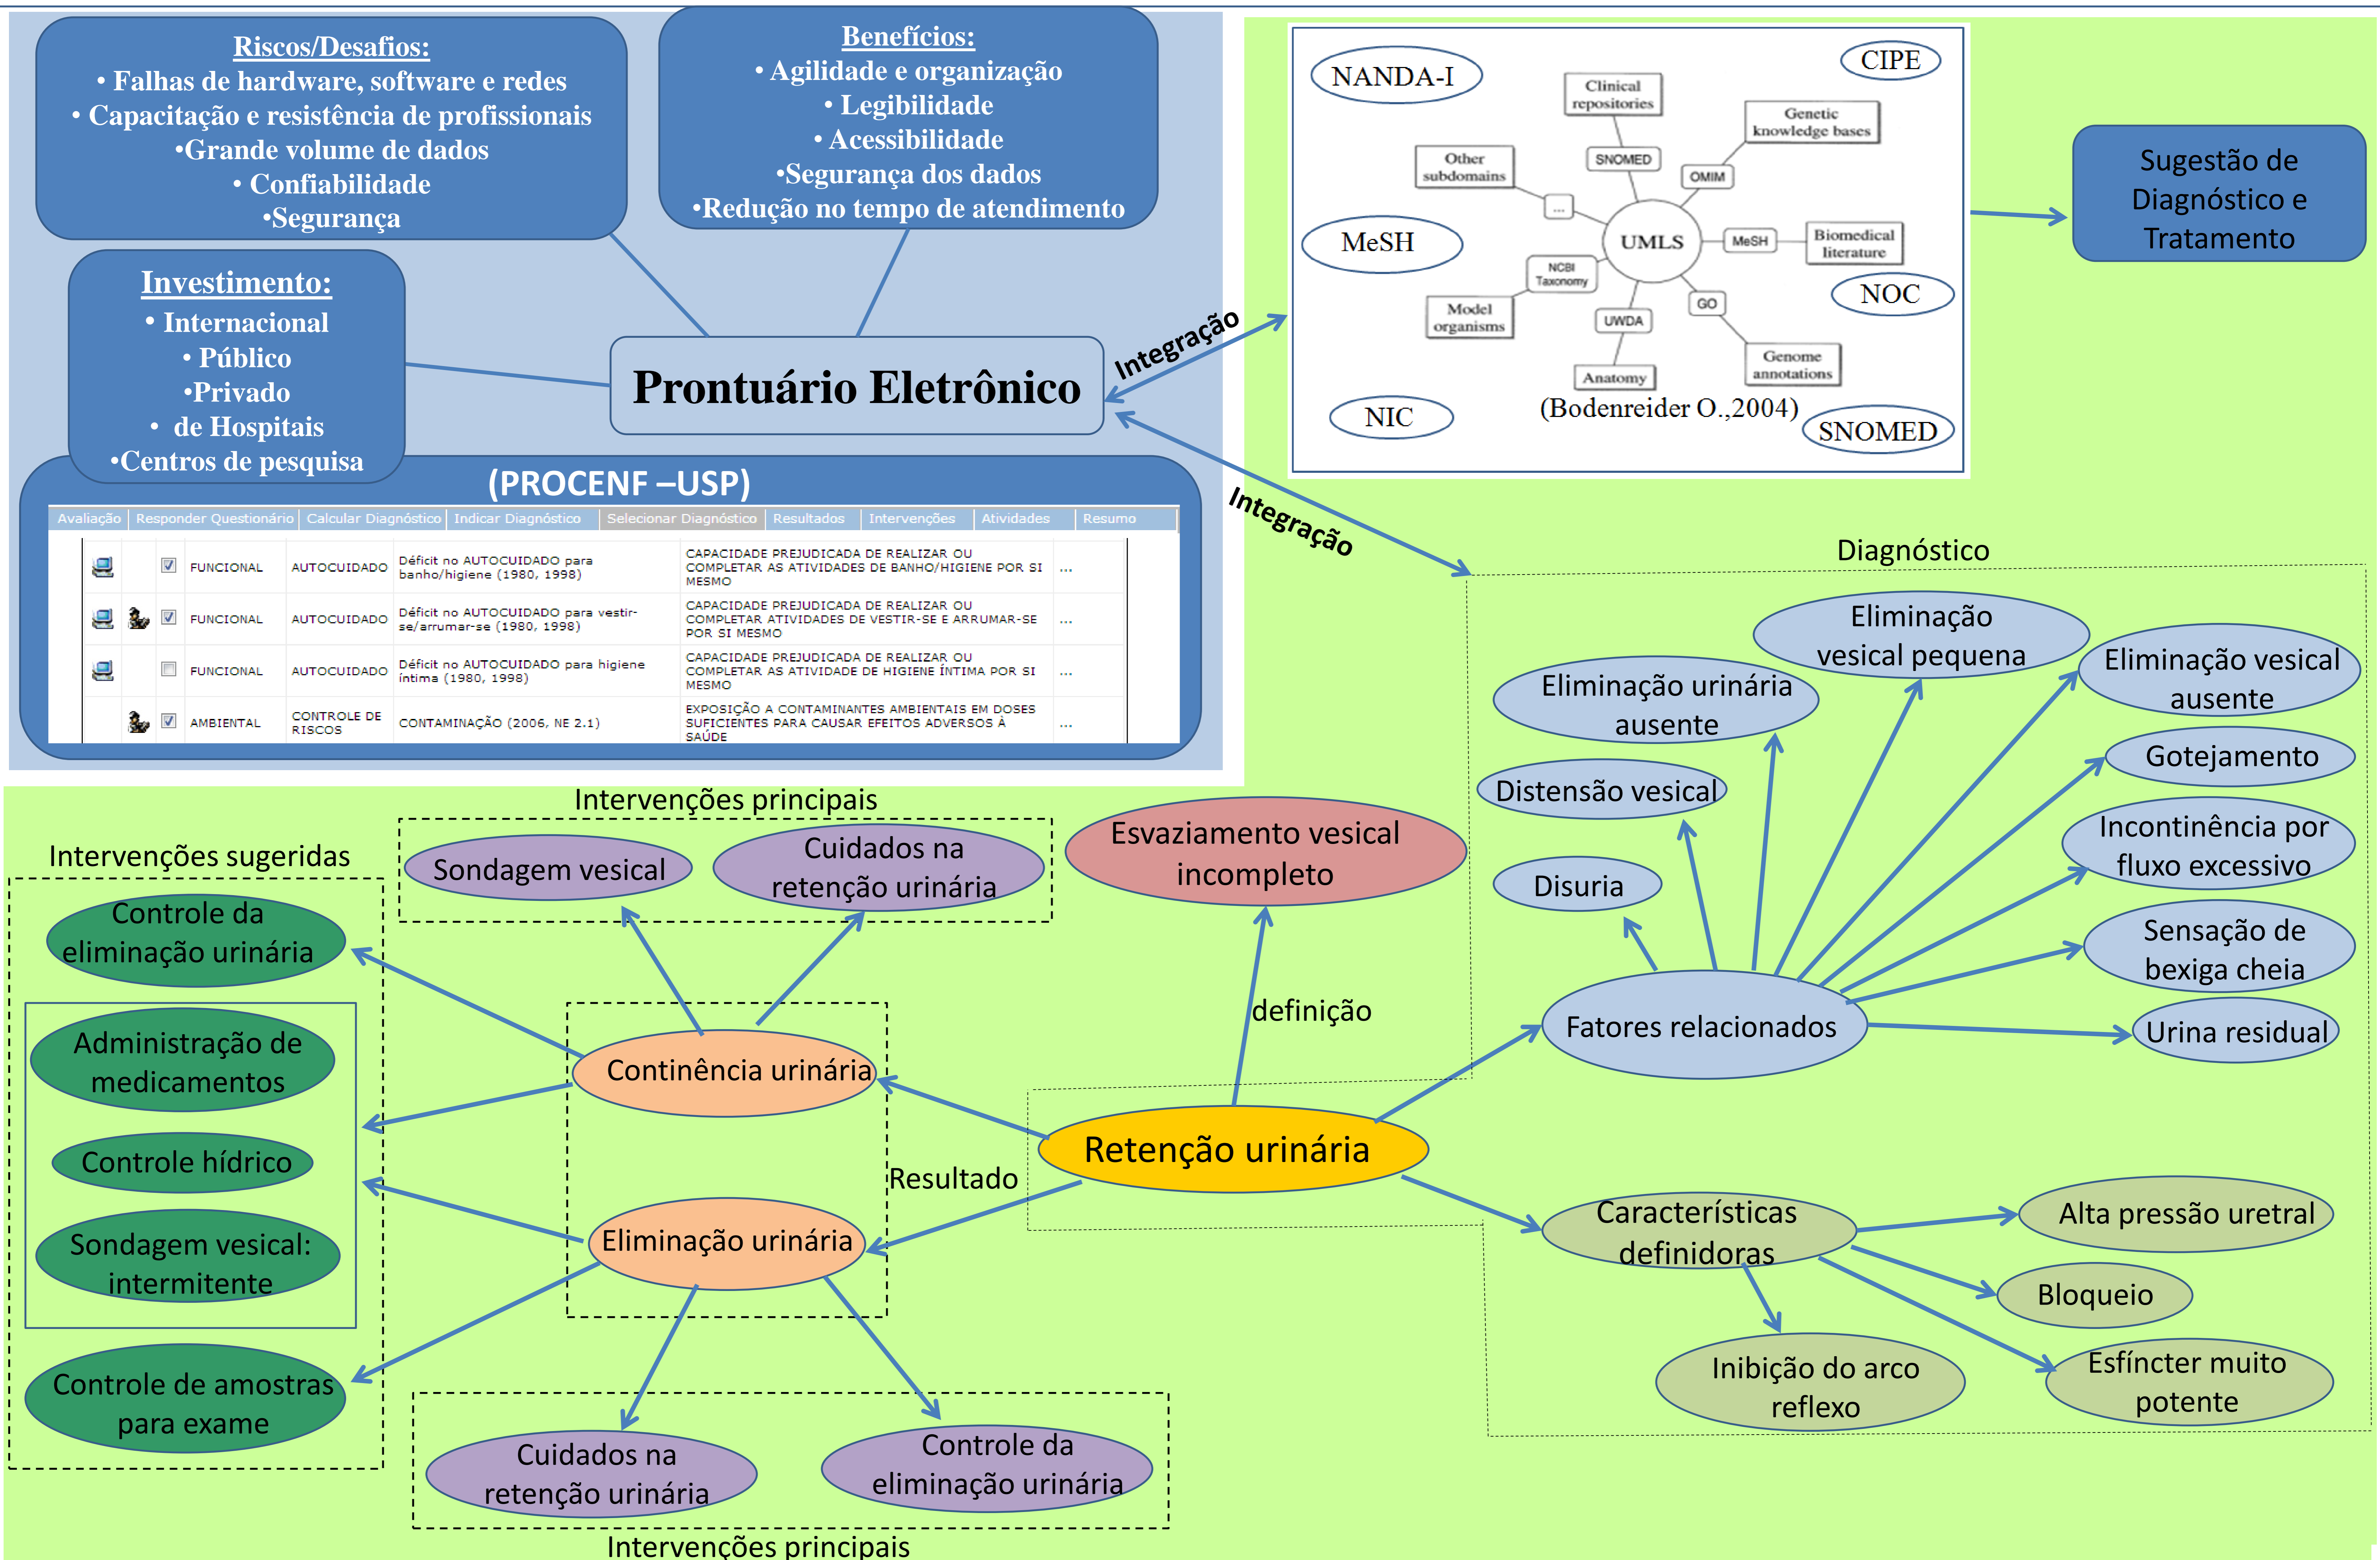 Riscos/Desafios:
• Falhas de hardware, software e redes
• Capacitação e resistência de profissionais
•Grande volume de dados
• Confiabilidade
•Segurança
Benefícios:
• Agilidade e organização
• Legibilidade
• Acessibilidade
•Segurança dos dados
•Redução no tempo de atendimento
Investimento:
• Internacional
• Público
•Privado
• de Hospitais
•Centros de pesquisa
Prontuário Eletrônico
Integração
Integração
NANDA-I
CIPE
Clinical
repositories
Genetic
knowledge bases
Other
subdomains
SNOMED
OMIM
...
MeSH
UMLS
MeSH
Biomedical
literature
NCBI
Taxonomy
NOC
Model
organisms
UWDA
GO
Anatomy
Genome
annotations
NIC
(Bodenreider O.,2004)
SNOMED
Sugestão de
Diagnóstico e
Tratamento
(PROCENF –USP)
Avaliação Responder Questionário Calcular Diagnóstico Indicar Diagnóstico Selecionar Diagnóstico Resultados Intervenções Atividades Resumo
FUNCIONAL
AUTOCUIDADO
Déficit no AUTOCUIDADO para
banho/higiene (1980, 1998)
CAPACIDADE PREJUDICADA DE REALIZAR OU
COMPLETAR AS ATIVIDADES DE BANHO/HIGIENE POR SI
MESMO
...
FUNCIONAL
AUTOCUIDADO
Déficit no AUTOCUIDADO para vestir-
se/arrumar-se (1980, 1998)
CAPACIDADE PREJUDICADA DE REALIZAR OU
COMPLETAR ATIVIDADES DE VESTIR-SE E ARRUMAR-SE
POR SI MESMO
...
FUNCIONAL
AUTOCUIDADO
Déficit no AUTOCUIDADO para higiene
íntima (1980, 1998)
CAPACIDADE PREJUDICADA DE REALIZAR OU
COMPLETAR AS ATIVIDADE DE HIGIENE ÍNTIMA POR SI
MESMO
...
AMBIENTAL
CONTROLE DE
RISCOS
CONTAMINAÇÃO (2006, NE 2.1)
EXPOSIÇÃO A CONTAMINANTES AMBIENTAIS EM DOSES
SUFICIENTES PARA CAUSAR EFEITOS ADVERSOS À
SAÚDE
...
Diagnóstico
Eliminação
vesical pequena
Eliminação vesical
ausente
Eliminação urinária
ausente
Gotejamento
Distensão vesical
Incontinência por
fluxo excessivo
Disuria
Sensação de
bexiga cheia
Fatores relacionados
Urina residual
Intervenções principais
Sondagem vesical
Cuidados na
retenção urinária
Esvaziamento vesical
incompleto
Intervenções sugeridas
Controle da
eliminação urinária
definição
Administração de
medicamentos
Continência urinária
Retenção urinária
Controle hídrico
Resultado
Sondagem vesical:
intermitente
Eliminação urinária
Características
definidoras
Alta pressão uretral
Bloqueio
Inibição do arco
reflexo
Esfíncter muito
potente
Controle de amostras
para exame
Cuidados na
retenção urinária
Controle da
eliminação urinária
Intervenções principais